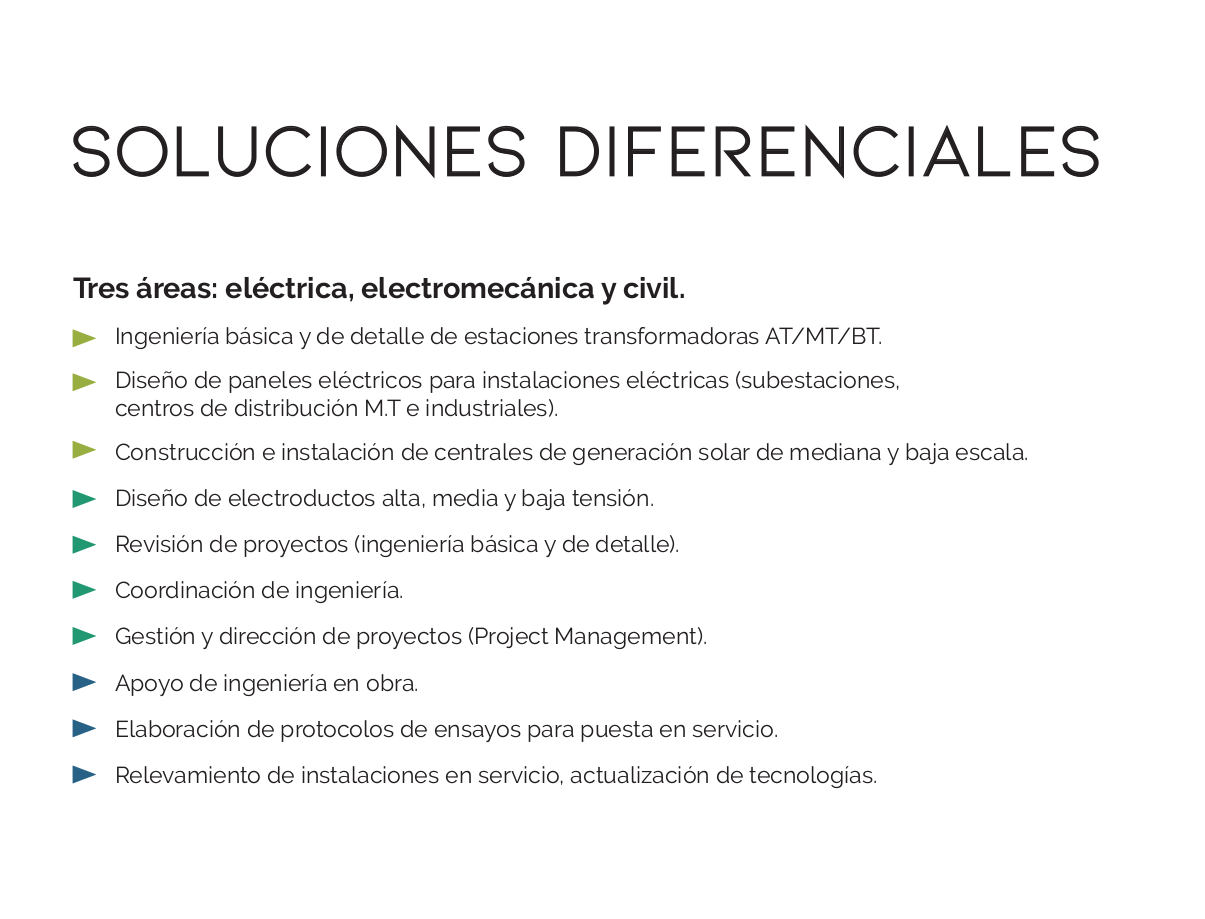 SOLUCIONES DIFERENCIALES
Tres áreas: eléctrica, electromecánica y civil.
Ingeniería básica y de detalle de estaciones transformadoras AT/MT/BT.
Diseño de paneles eléctricos para instalaciones eléctricas (subestaciones,
centros de distribución M.T e industriales).
Construcción e instalación de centrales de generación solar de mediana y baja escala.
Diseño de electroductos alta, media y baja tensión.
Revisión de proyectos (ingeniería básica y de detalle).
Coordinación de ingeniería.
Gestión y dirección de proyectos (Project Management).
Apoyo de ingeniería en obra.
Elaboración de protocolos de ensayos para puesta en servicio.
Relevamiento de instalaciones en servicio, actualización de tecnologías.